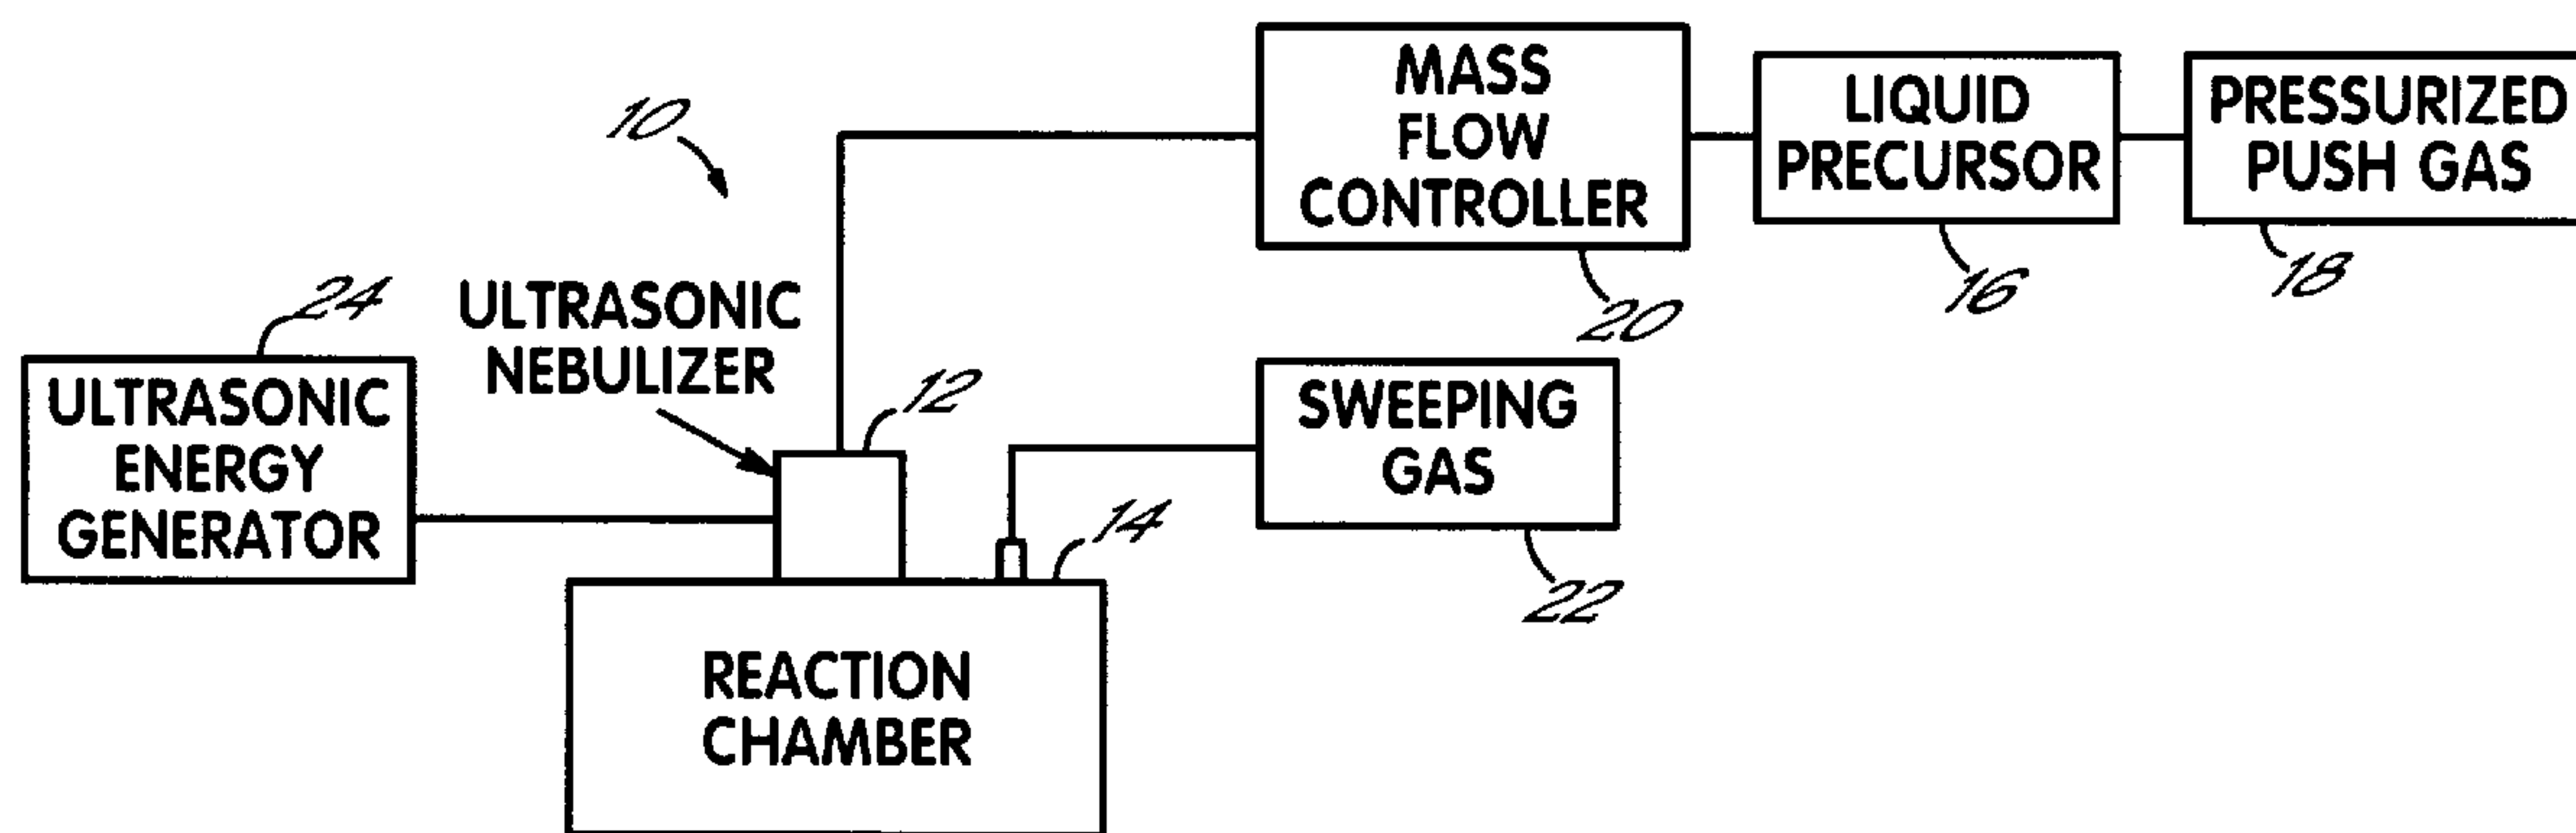 MASS
FLOW
CONTROLLER
LIQUID
PRECURSOR
PRESSURIZED
PUSH GAS
10
20
16
18
24
ULTRASONIC
NEBULIZER
12
ULTRASONIC
ENERGY
GENERATOR
SWEEPING
GAS
14
22
REACTION
CHAMBER